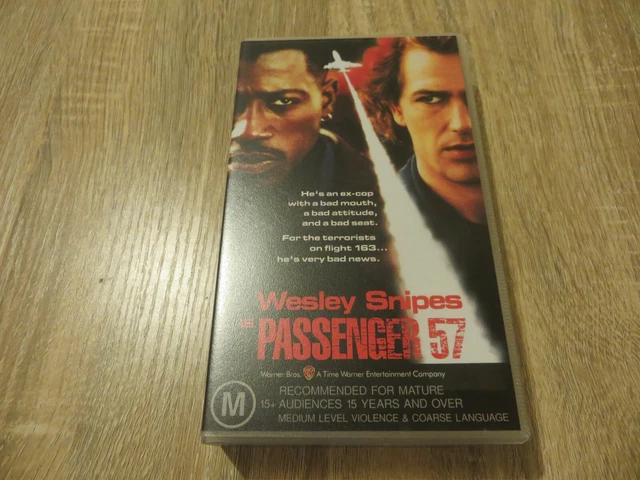 He's an ex-cop
with a bad mouth,
a bad attitude,
and a bad seat.
For the terrorists
on flight 163...
he's very bad news.
Wesley Snipes
PASSENGER 57
Warner Bros. A Time Warner Entertainment Company
M
15+
RECOMMENDED FOR MATURE
AUDIENCES 15 YEARS AND OVER
MEDIUM LEVEL VIOLENCE & COARSE LANGUAGE